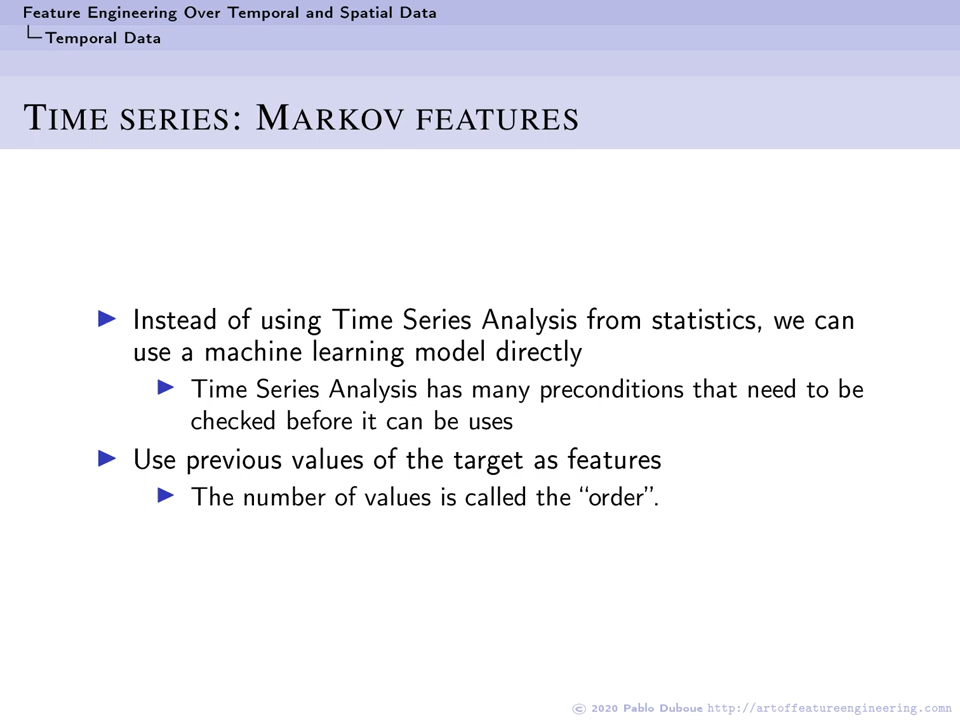 Feature Engineering Over Temporal and Spatial Data
Temporal Data
TIME SERIES: MARKOV FEATURES
Instead of using Time Series Analysis from statistics, we can
use a machine learning model directly
Time Series Analysis has many preconditions that need to be
checked before it can be uses
Use previous values of the target as features
The number of values is called the “order”.
© 2020 Pablo Duboue http://artoffeatureengineering.comn